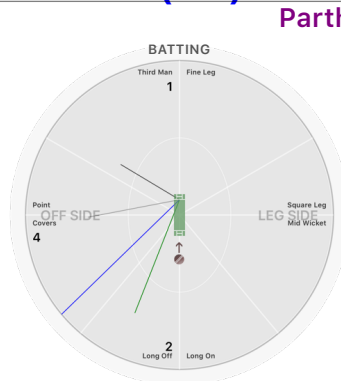 Parth
BATTING
Third Man Fine Leg
1
Point Square Leg
OFF SIDE LEG SIDE
Covers Mid Wicket
4
2
Long Off Long On